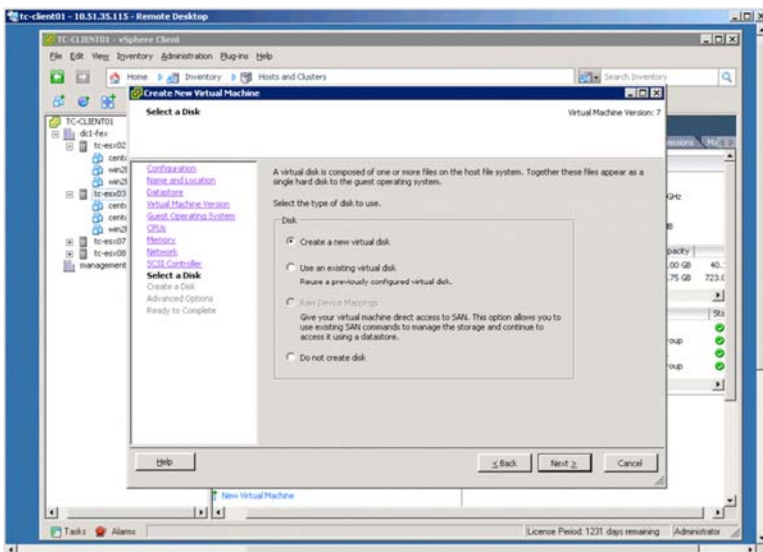 tc-client01 - 10.51.35.115 - Remote Desktop
TC-CLIENT01 - vSphere Client
File Edit View Inventory Administration Plug-ins Help
Home Inventory Hosts and Clusters
Search Inventory
Create New Virtual Machine
Select a Disk
Virtual Machine Version: 7
TC-CLIENT01
dc1-fex
tc-esx02
tc-esx03
tc-esx07
tc-esx08
management
Configuration
Name and Location
Datastore
Virtual Machine Version
Guest Operating System
CPUs
Memory
Network
SCSI Controller
Select a Disk
Create a Disk
Advanced Options
Ready to Complete
A virtual disk is composed of one or more files on the host file system. Together these files appear as a
single hard disk to the guest operating system.
Select the type of disk to use.
Disk
Create a new virtual disk
Use an existing virtual disk
Reuse a previously configured virtual disk.
Raw Device Mappings
Give your virtual machine direct access to SAN. This option allows you to
use existing SAN commands to manage the storage and continue to
access it using a datastore.
Do not create disk
Help
< Back
Next >
Cancel
New Virtual Machine
Tasks Alarms
License Period: 1231 days remaining
Administrator